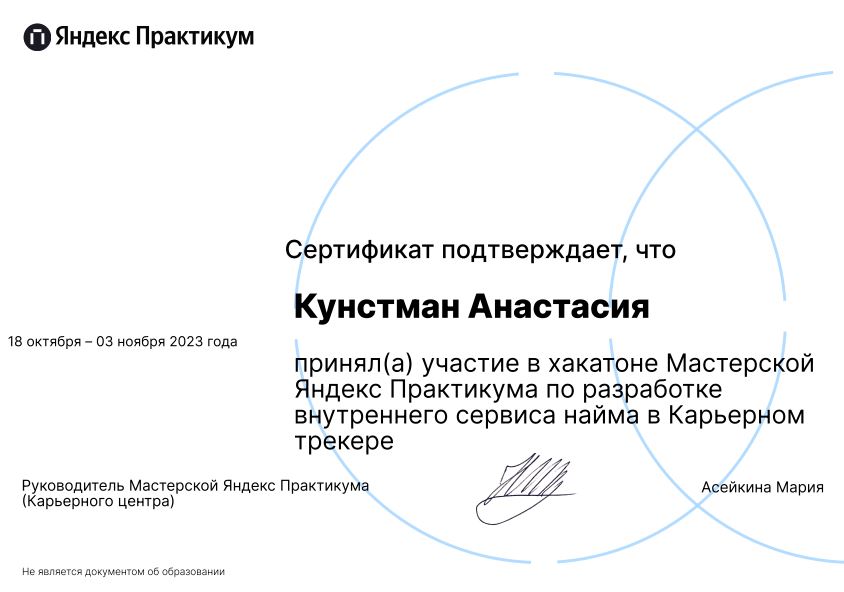 Яндекс Практикум
Сертификат подтверждает, что
Кунстман Анастасия
18 октября – 03 ноября 2023 года
принял(а) участие в хакатоне Мастерской
Яндекс Практикума по разработке
внутреннего сервиса найма в Карьерном
трекере
Руководитель Мастерской Яндекс Практикума
(Карьерного центра)
Асейкина Мария
Не является документом об образовании